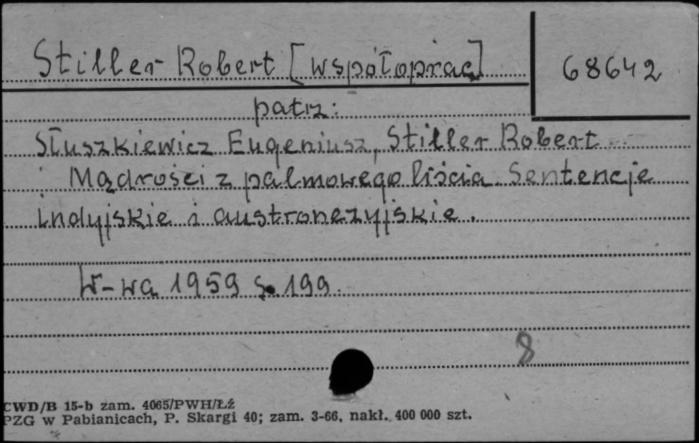 Stiller Robert [współoprac]
68642
patrz:
Słuszkiewicz Eugeniusz, Stiller Robert
Mądrości z palmowego liścia. Sentencje
indyjskie i austronezyjskie.
W-wa 1959 s. 199.
8
CWD/B 15-b zam. 4065/PWH/Łź
PZG w Pabianicach, P. Skargi 40; zam. 3-66, nakł. 400 000 szt.